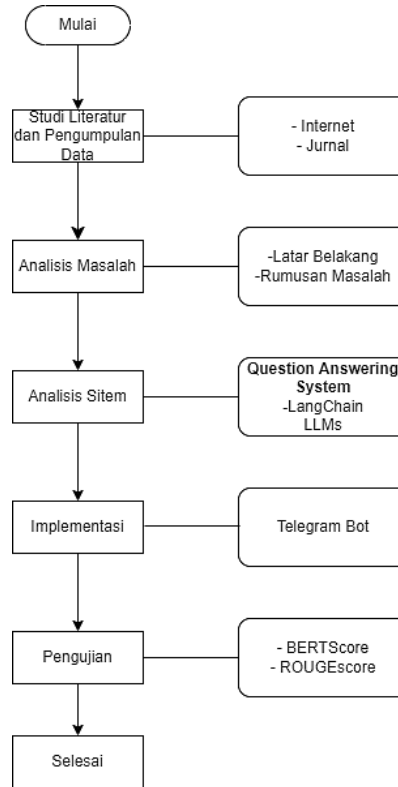 Mulai
Studi Literatur
dan Pengumpulan
Data
- Internet
- Jurnal
Analisis Masalah
-Latar Belakang
-Rumusan Masalah
Analisis Sitem
Question Answering
System
-LangChain
LLMs
Implementasi
Telegram Bot
Pengujian
- BERTScore
- ROUGEscore
Selesai